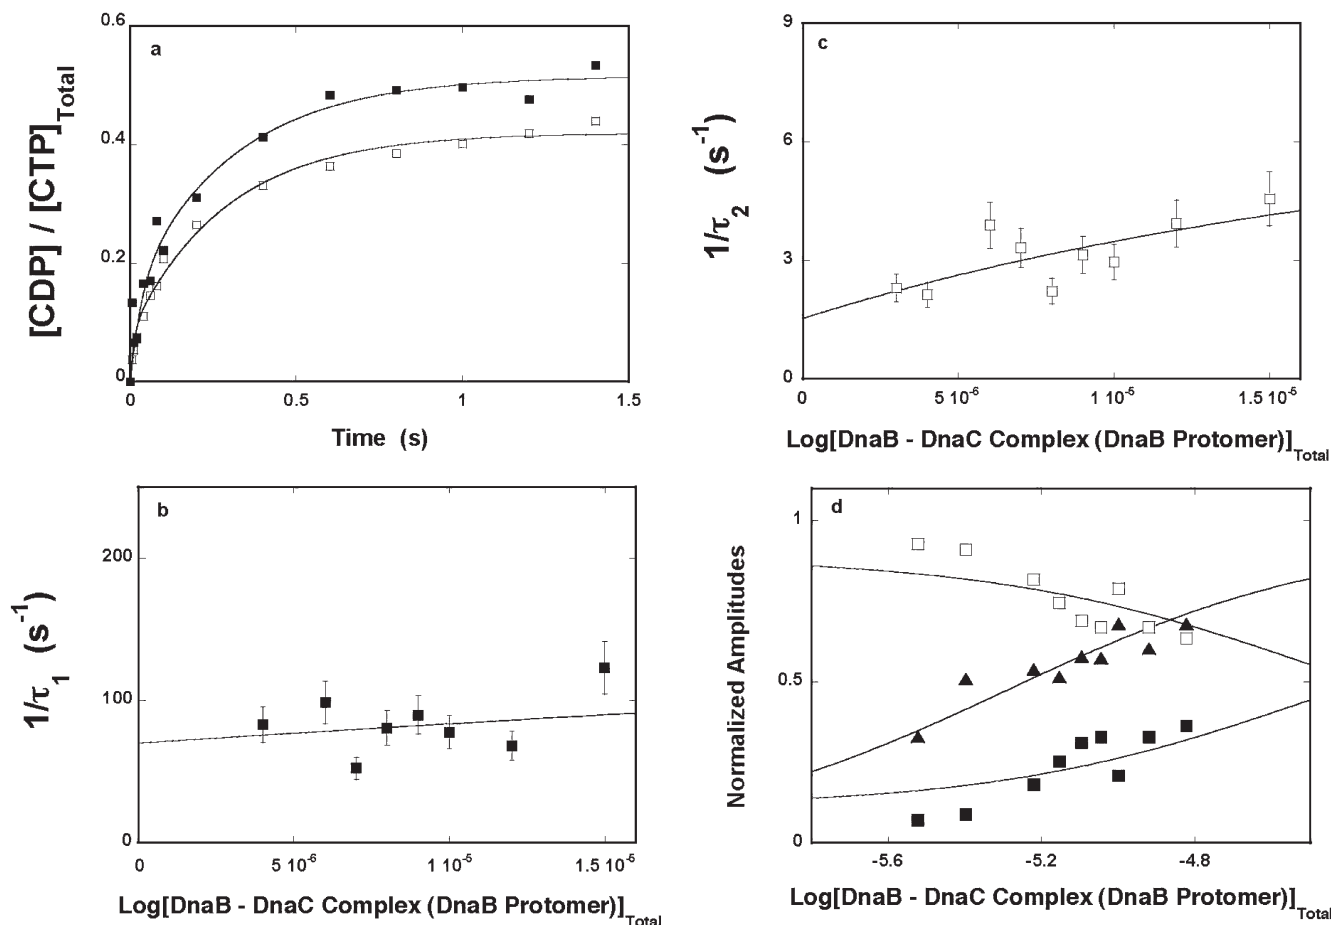 a
[CDP] / [CTP]Total
0.6
0.4
0.2
0
0
0.5
1
1.5
Time (s)
c
1/τ2 (s-1)
9
6
3
0
0
5 10-6
1 10-5
1.5 10-5
Log[DnaB - DnaC Complex (DnaB Protomer)]Total
b
1/τ1 (s-1)
200
100
0
0
5 10-6
1 10-5
1.5 10-5
Log[DnaB - DnaC Complex (DnaB Protomer)]Total
d
Normalized Amplitudes
1
0.5
0
-5.6
-5.2
-4.8
Log[DnaB - DnaC Complex (DnaB Protomer)]Total